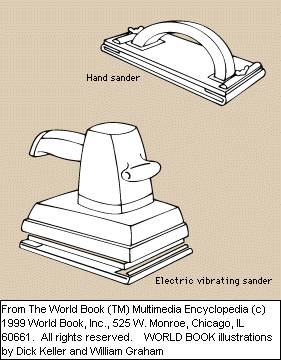 Hand sander
Electric vibrating sander
From The World Book (TM) Multimedia Encyclopedia (c)
1999 World Book, Inc., 525 W. Monroe, Chicago, IL
60661.  All rights reserved.    WORLD BOOK illustrations
by Dick Keller and William Graham